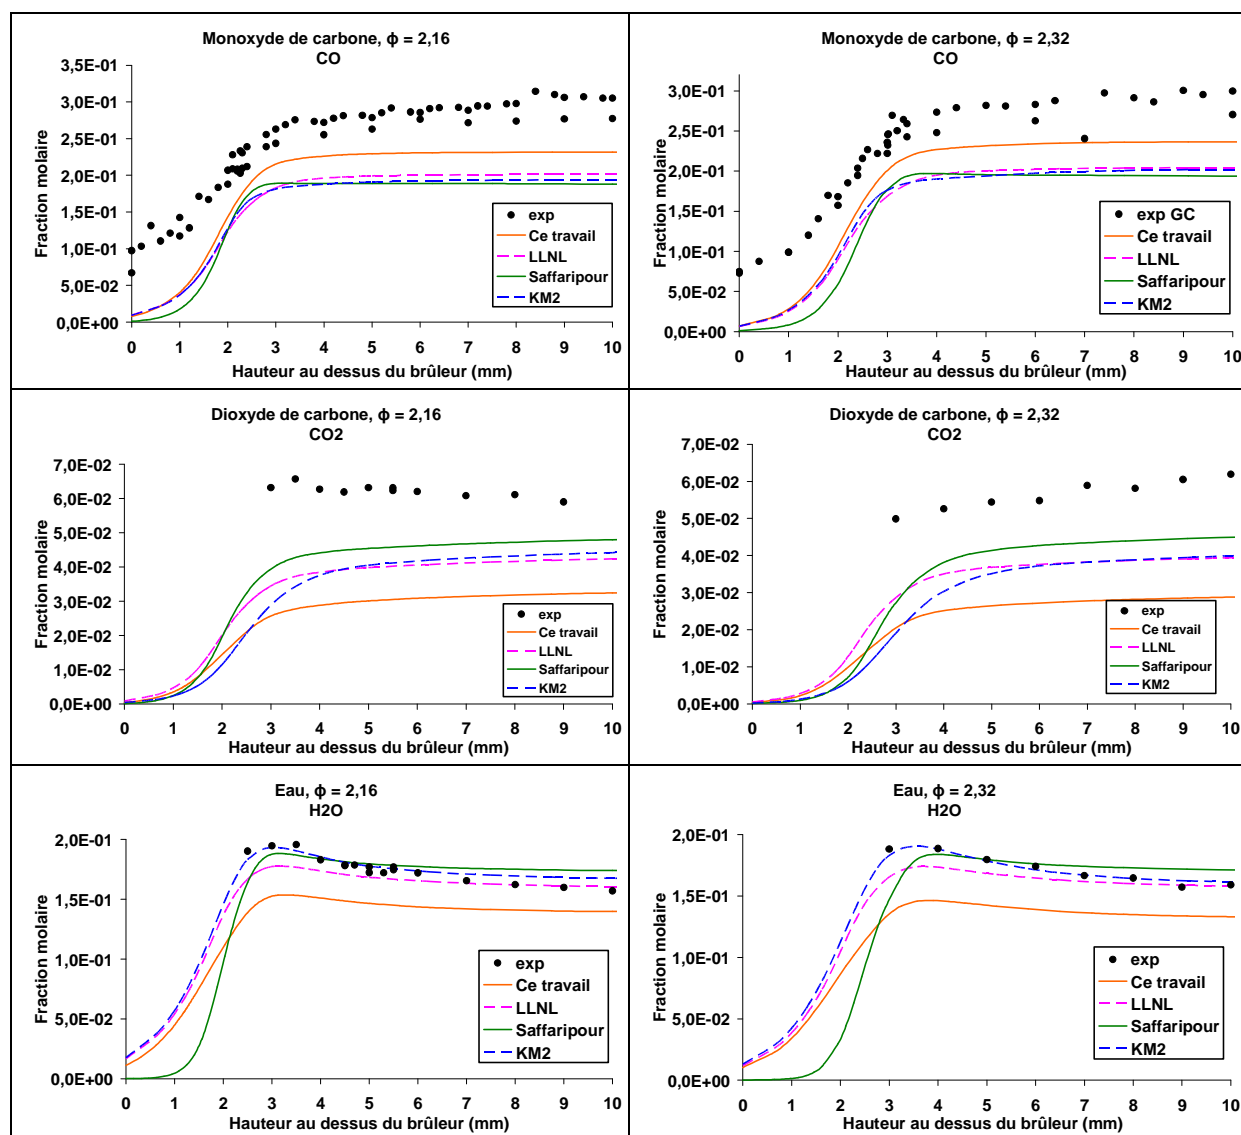 Monoxyde de carbone, ϕ = 2,16
CO
Fraction molaire
3,5E-01
3,0E-01
2,5E-01
2,0E-01
1,5E-01
1,0E-01
5,0E-02
0,0E+00
0 1 2 3 4 5 6 7 8 9 10
Hauteur au dessus du brûleur (mm)
exp
Ce travail
LLNL
Saffaripour
KM2
Monoxyde de carbone, ϕ = 2,32
CO
Fraction molaire
3,0E-01
2,5E-01
2,0E-01
1,5E-01
1,0E-01
5,0E-02
0,0E+00
0 1 2 3 4 5 6 7 8 9 10
Hauteur au dessus du brûleur (mm)
exp GC
Ce travail
LLNL
Saffaripour
KM2
Dioxyde de carbone, ϕ = 2,16
CO2
Fraction molaire
7,0E-02
6,0E-02
5,0E-02
4,0E-02
3,0E-02
2,0E-02
1,0E-02
0,0E+00
0 1 2 3 4 5 6 7 8 9 10
Hauteur au dessus du brûleur (mm)
exp
Ce travail
LLNL
Saffaripour
KM2
Dioxyde de carbone, ϕ = 2,32
CO2
Fraction molaire
7,0E-02
6,0E-02
5,0E-02
4,0E-02
3,0E-02
2,0E-02
1,0E-02
0,0E+00
0 1 2 3 4 5 6 7 8 9 10
Hauteur au dessus du brûleur (mm)
exp
Ce travail
LLNL
Saffaripour
KM2
Eau, ϕ = 2,16
H2O
Fraction molaire
2,0E-01
1,5E-01
1,0E-01
5,0E-02
0,0E+00
0 1 2 3 4 5 6 7 8 9 10
Hauteur au dessus du brûleur (mm)
exp
Ce travail
LLNL
Saffaripour
KM2
Eau, ϕ = 2,32
H2O
Fraction molaire
2,0E-01
1,5E-01
1,0E-01
5,0E-02
0,0E+00
0 1 2 3 4 5 6 7 8 9 10
Hauteur au dessus du brûleur (mm)
exp
Ce travail
LLNL
Saffaripour
KM2